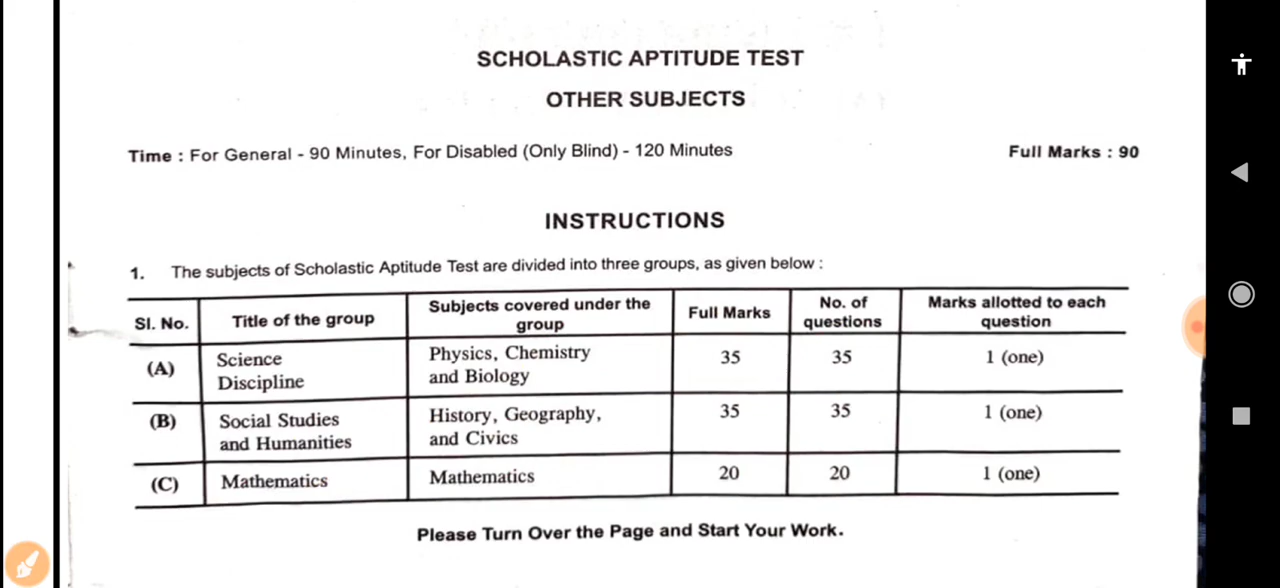 SCHOLASTIC APTITUDE TEST
OTHER SUBJECTS
Time : For General - 90 Minutes, For Disabled (Only Blind) - 120 Minutes Full Marks : 90
INSTRUCTIONS
1. The subjects of Scholastic Aptitude Test are divided into three groups, as given below :
Sl. No. Title of the group Subjects covered under the group Full Marks No. of questions Marks allotted to each question
(A) Science Discipline Physics, Chemistry and Biology 35 35 1 (one)
(B) Social Studies and Humanities History, Geography, and Civics 35 35 1 (one)
(C) Mathematics Mathematics 20 20 1 (one)
Please Turn Over the Page and Start Your Work.